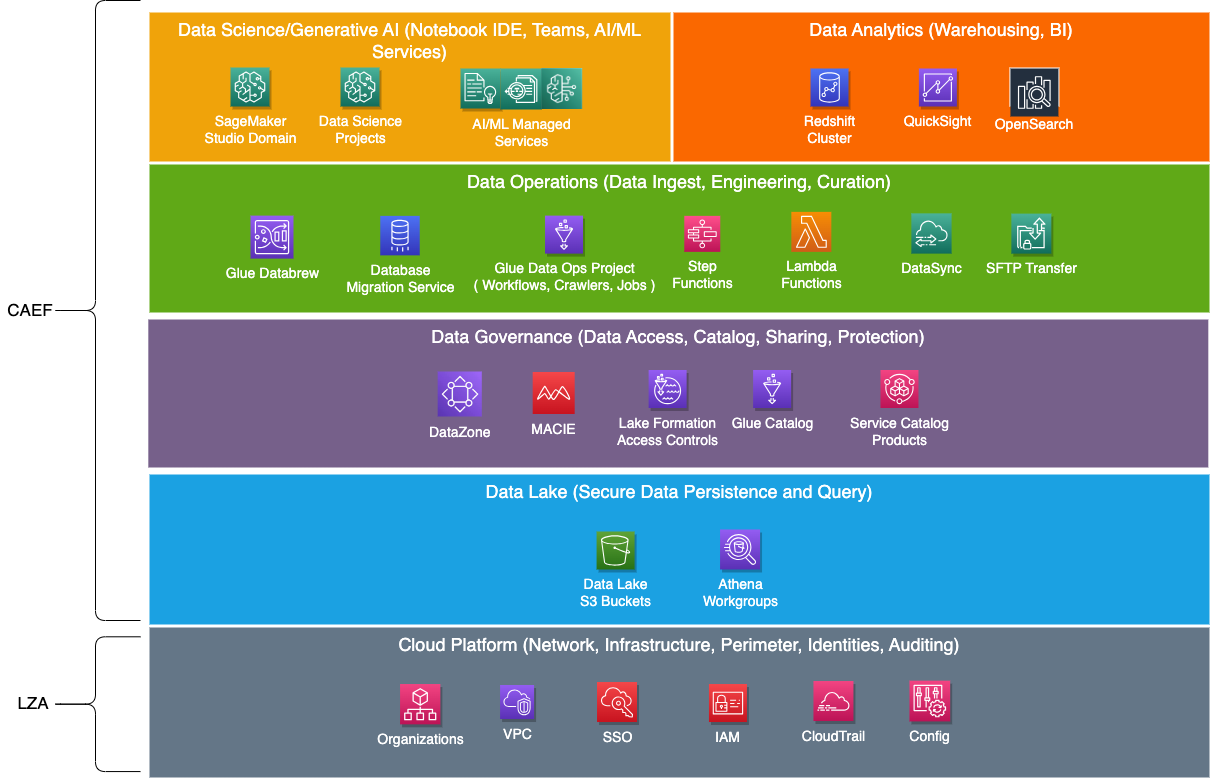 Data Science/Generative AI (Notebook IDE, Teams, AI/ML
Services)
SageMaker
Studio Domain
Data Science
Projects
AI/ML Managed
Services
Data Analytics (Warehousing, BI)
Redshift
Cluster
QuickSight
OpenSearch
Data Operations (Data Ingest, Engineering, Curation)
Glue Databrew
Database
Migration Service
Glue Data Ops Project
( Workflows, Crawlers, Jobs )
Step
Functions
Lambda
Functions
DataSync
SFTP Transfer
CAEF
Data Governance (Data Access, Catalog, Sharing, Protection)
DataZone
MACIE
Lake Formation
Access Controls
Glue Catalog
Service Catalog
Products
Data Lake (Secure Data Persistence and Query)
Data Lake
S3 Buckets
Athena
Workgroups
LZA
Cloud Platform (Network, Infrastructure, Perimeter, Identities, Auditing)
Organizations
VPC
SSO
IAM
CloudTrail
Config